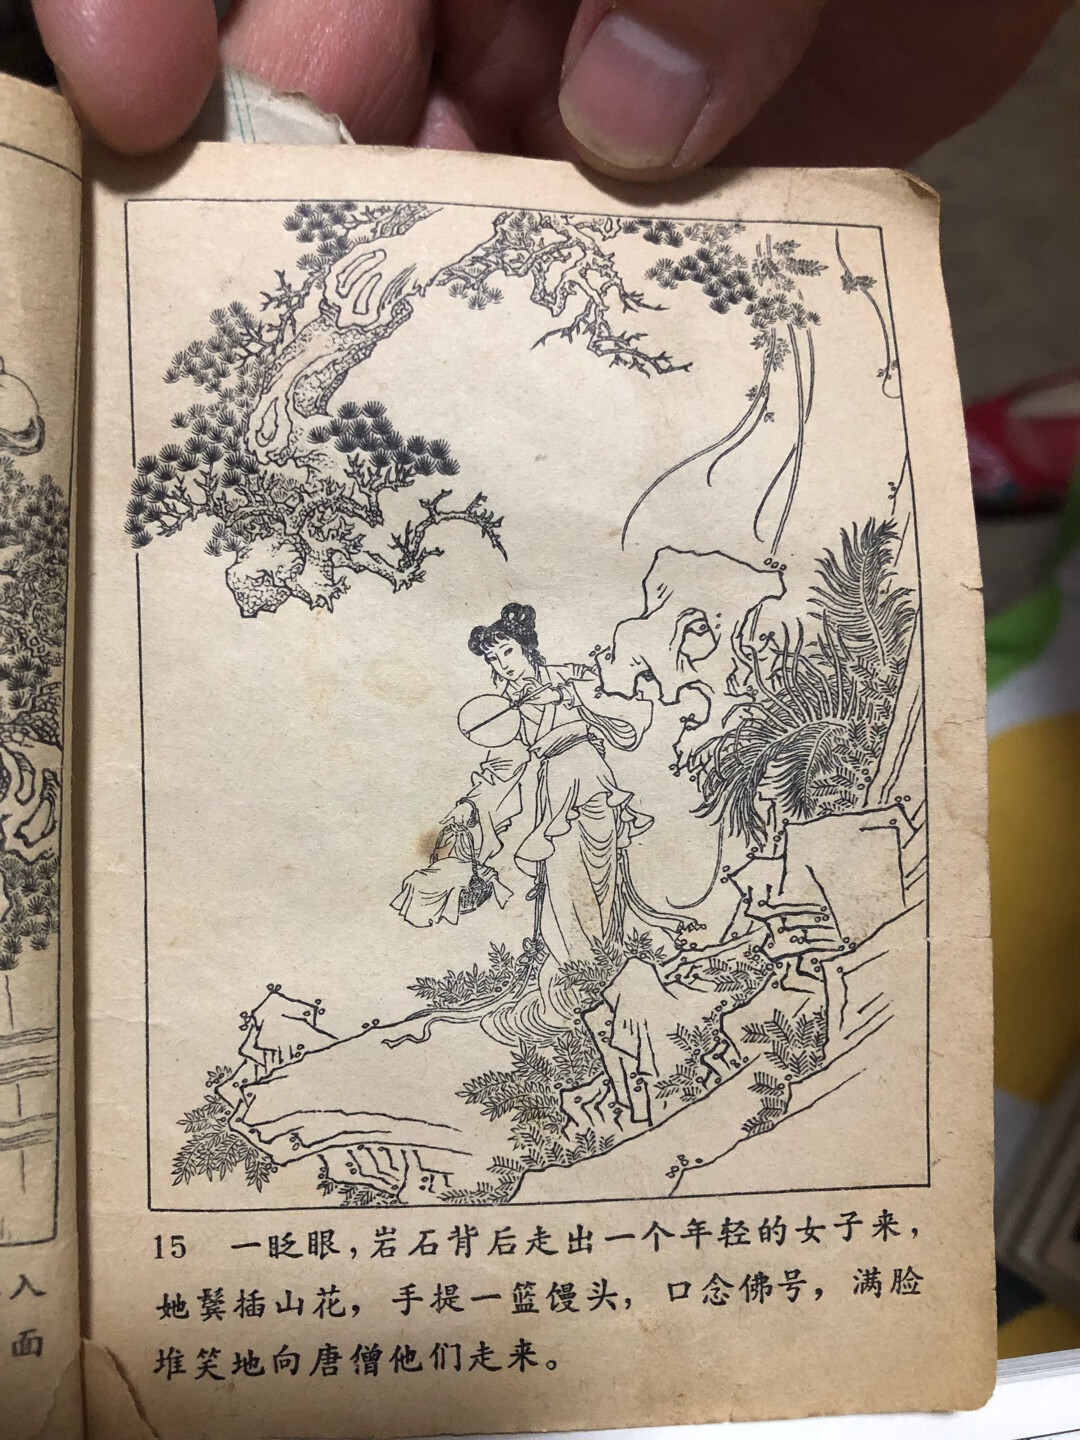 15 一眨眼，岩石背后走出一个年轻的女子来，
她鬓插山花，手提一篮馒头，口念佛号，满脸
堆笑地向唐僧他们走来。
入
面